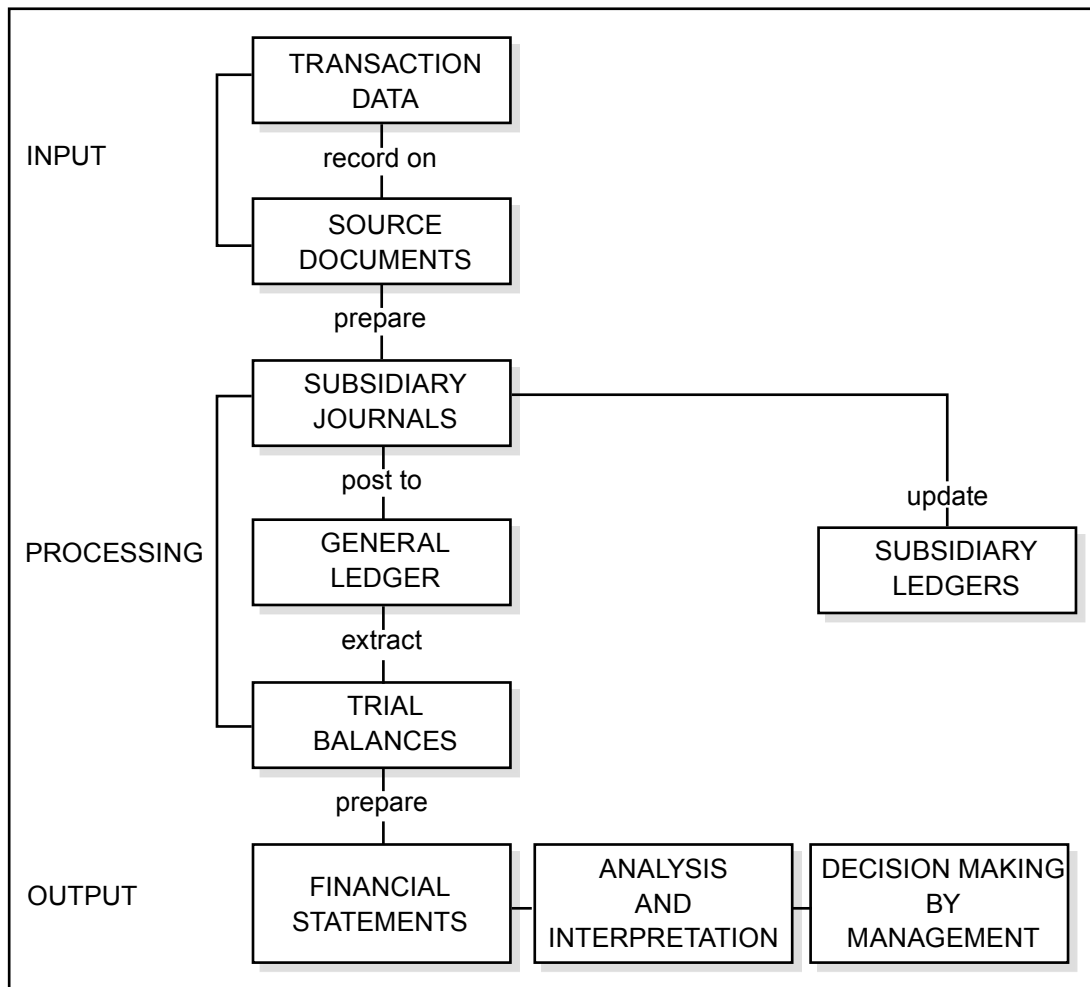 TRANSACTION
DATA
INPUT
record on
SOURCE
DOCUMENTS
prepare
SUBSIDIARY
JOURNALS
post to
update
PROCESSING
GENERAL
LEDGER
SUBSIDIARY
LEDGERS
extract
TRIAL
BALANCES
prepare
OUTPUT
FINANCIAL
STATEMENTS
ANALYSIS
AND
INTERPRETATION
DECISION MAKING
BY
MANAGEMENT